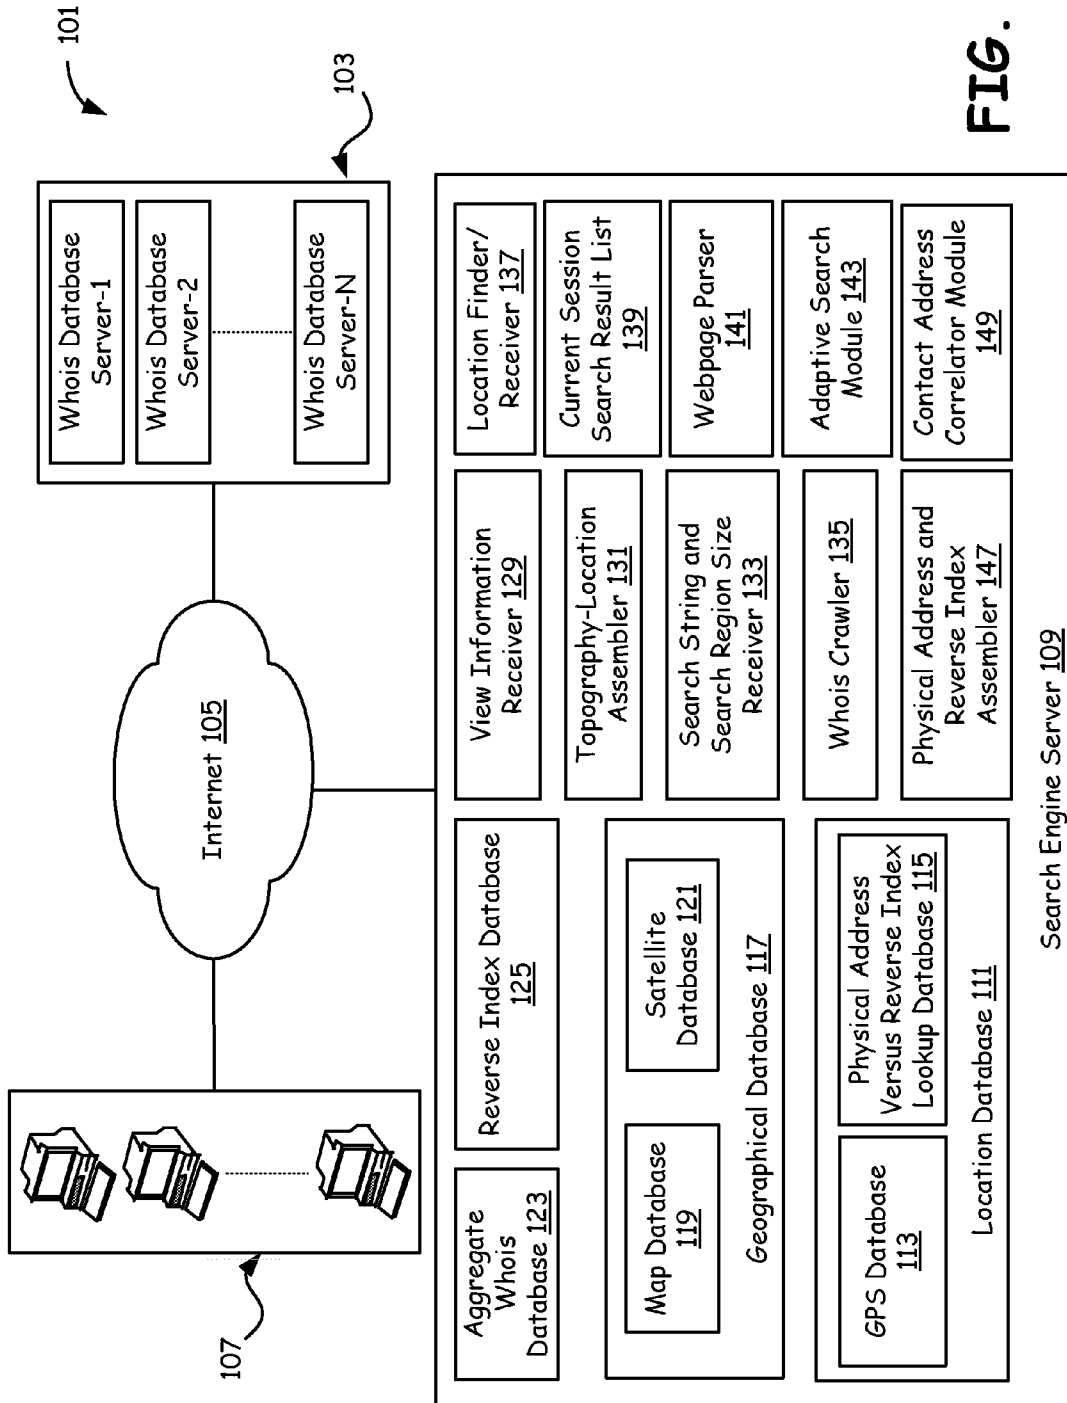 101
Whois Database
Server-1
Whois Database
Server-2
Whois Database
Server-N
103
Internet 105
107
Aggregate
Whois
Database 123
Reverse Index Database
125
View Information
Receiver 129
Location Finder/
Receiver 137
Map Database
119
Satellite
Database 121
Geographical Database 117
Topography-Location
Assembler 131
Current Session
Search Result List
139
Search String and
Search Region Size
Receiver 133
Webpage Parser
141
Whois Crawler 135
Adaptive Search
Module 143
GPS Database
113
Physical Address
Versus Reverse Index
Lookup Database 115
Location Database 111
Physical Address and
Reverse Index
Assembler 147
Contact Address
Correlator Module
149
Search Engine Server 109
FIG.